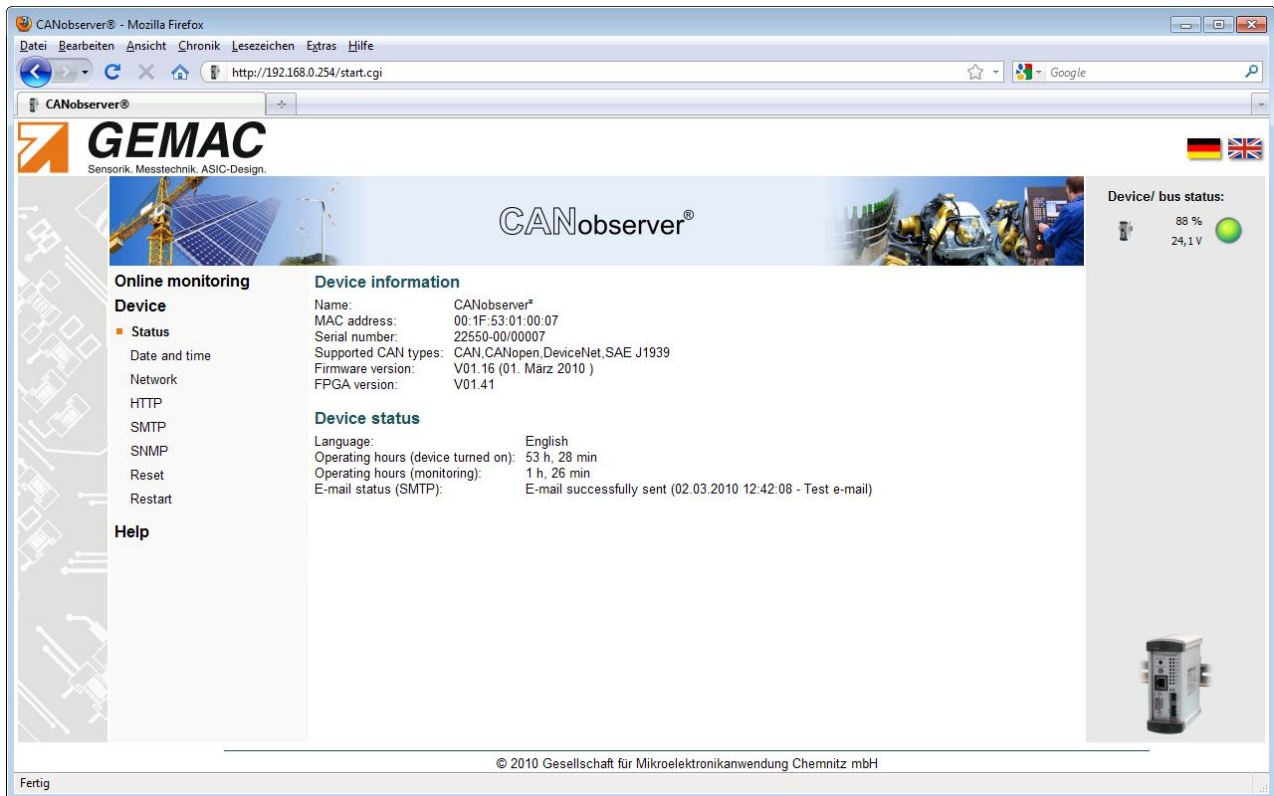 CANobserver® - Mozilla Firefox
Datei Bearbeiten Ansicht Chronik Lesezeichen Extras Hilfe
http://192.168.0.254/start.cgi
Google
CANobserver®
GEMAC
Sensorik. Messtechnik. ASIC-Design.
CANobserver®
Device/ bus status:
88 %
24,1 V
Online monitoring
Device
Status
Date and time
Network
HTTP
SMTP
SNMP
Reset
Restart
Help
Device information
Name: CANobserver®
MAC address: 00:1F:53:01:00:07
Serial number: 22550-00/00007
Supported CAN types: CAN,CANopen,DeviceNet,SAE J1939
Firmware version: V01.16 (01. März 2010 )
FPGA version: V01.41
Device status
Language: English
Operating hours (device turned on): 53 h, 28 min
Operating hours (monitoring): 1 h, 26 min
E-mail status (SMTP): E-mail successfully sent (02.03.2010 12:42:08 - Test e-mail)
© 2010 Gesellschaft für Mikroelektronikanwendung Chemnitz mbH
Fertig